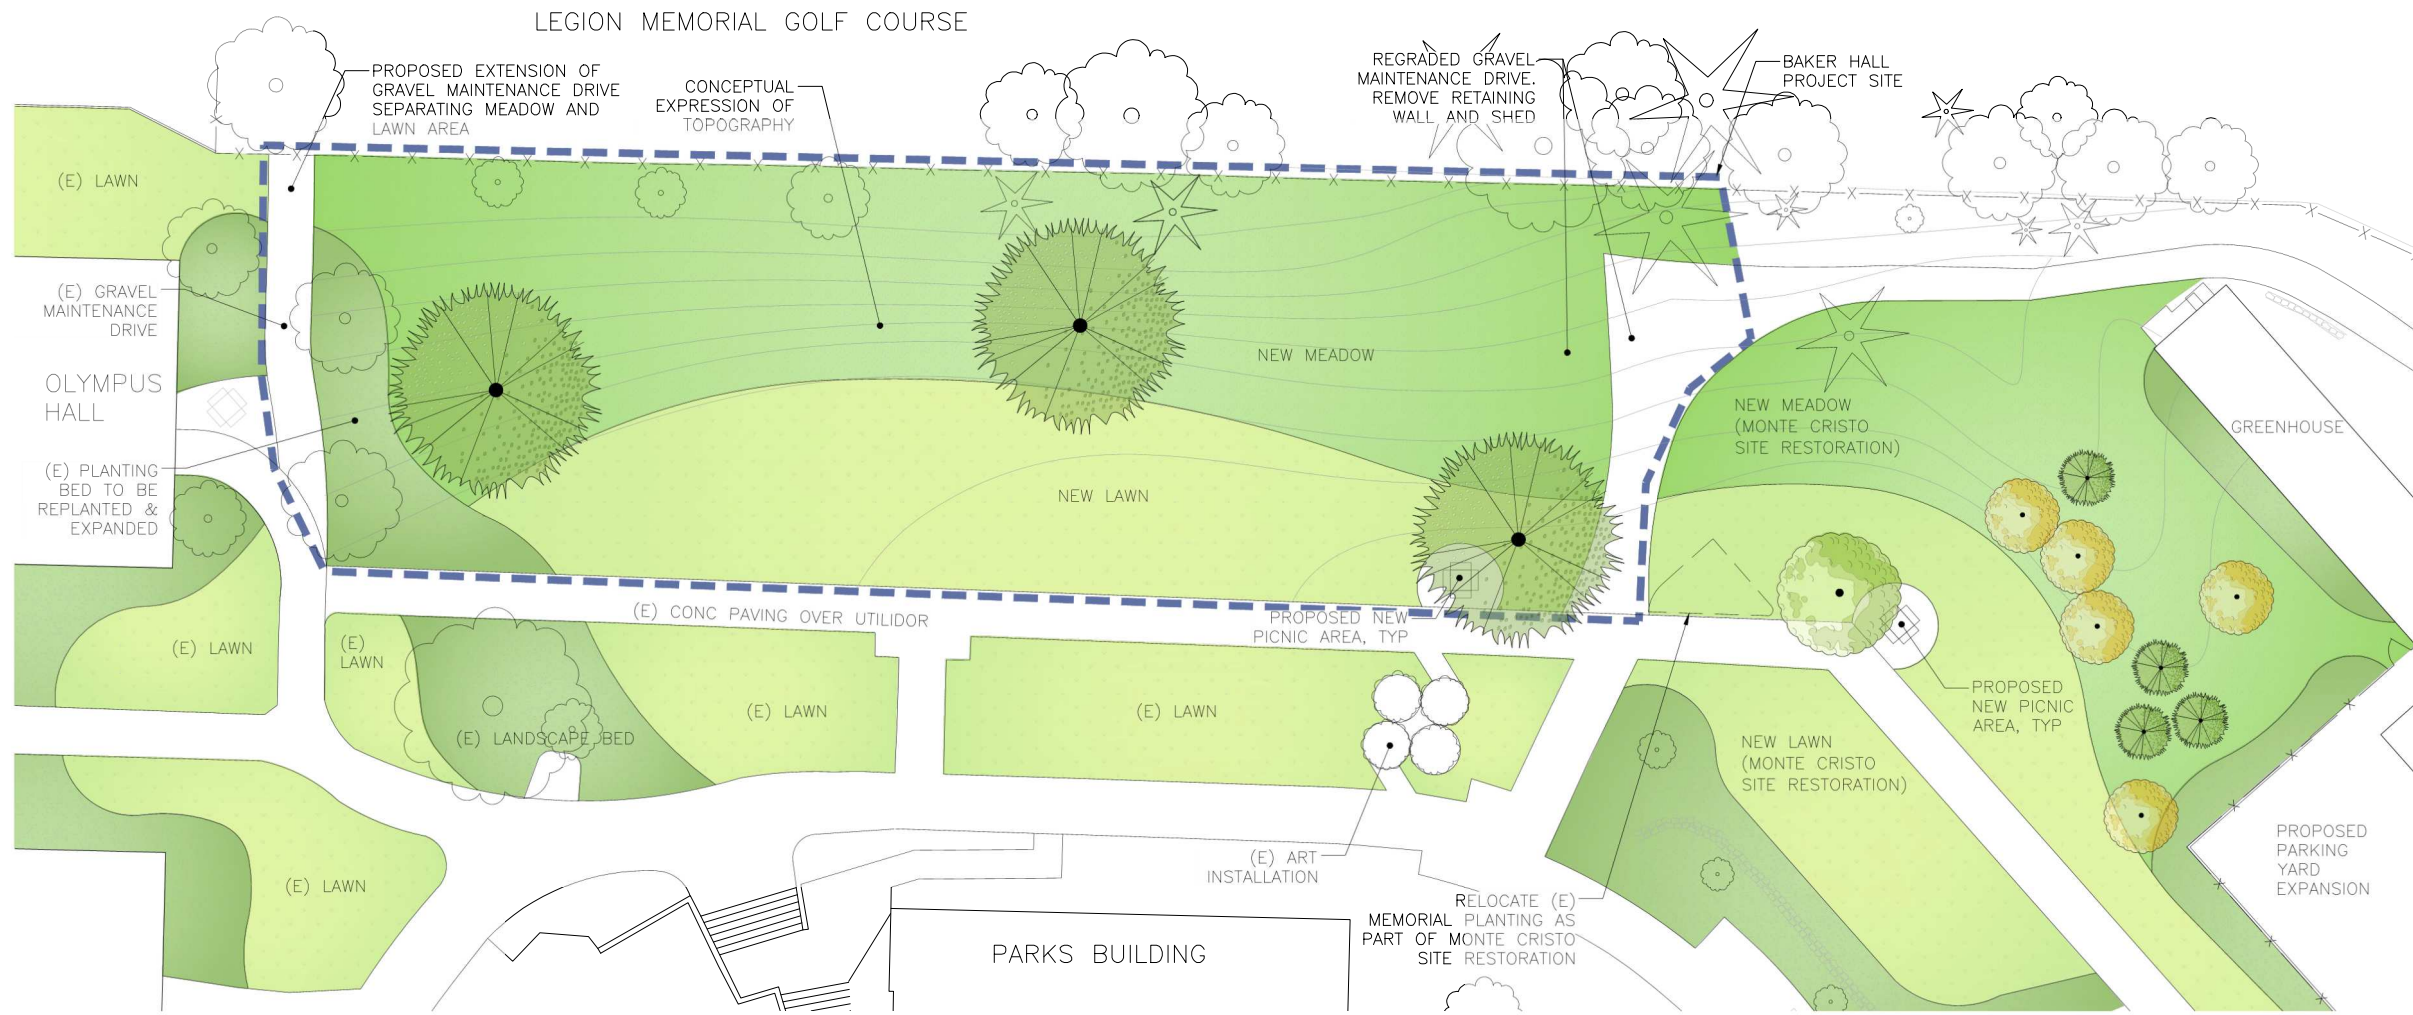 LEGION MEMORIAL GOLF COURSE
PROPOSED EXTENSION OF
GRAVEL MAINTENANCE DRIVE
SEPARATING MEADOW AND
LAWN AREA
CONCEPTUAL
EXPRESSION OF
TOPOGRAPHY
REGRADED GRAVEL
MAINTENANCE DRIVE.
REMOVE RETAINING
WALL AND SHED
BAKER HALL
PROJECT SITE
(E) LAWN
(E) GRAVEL
MAINTENANCE
DRIVE
OLYMPUS
HALL
(E) PLANTING
BED TO BE
REPLANTED &
EXPANDED
NEW MEADOW
NEW LAWN
NEW MEADOW
(MONTE CRISTO
SITE RESTORATION)
GREENHOUSE
(E) CONC PAVING OVER UTILIDOR
PROPOSED NEW
PICNIC AREA, TYP
(E) LAWN
(E)
LAWN
(E) LANDSCAPE BED
(E) LAWN
(E) LAWN
PROPOSED
NEW PICNIC
AREA, TYP
NEW LAWN
(MONTE CRISTO
SITE RESTORATION)
(E) LAWN
(E) ART
INSTALLATION
RELOCATE (E)
MEMORIAL PLANTING AS
PART OF MONTE CRISTO
SITE RESTORATION
PROPOSED
PARKING
YARD
EXPANSION
PARKS BUILDING